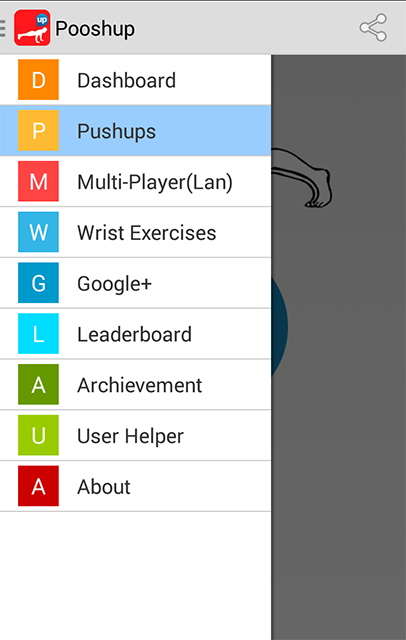 up
Pooshup
D Dashboard
P Pushups
M Multi-Player(Lan)
W Wrist Exercises
G Google+
L Leaderboard
A Archievement
U User Helper
A About